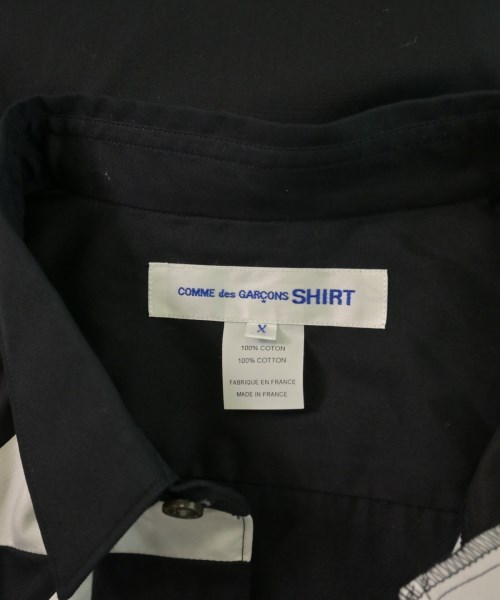 COMME des GARÇONS SHIRT
X
100% COTON
100% COTTON
FABRIQUE EN FRANCE
MADE IN FRANCE